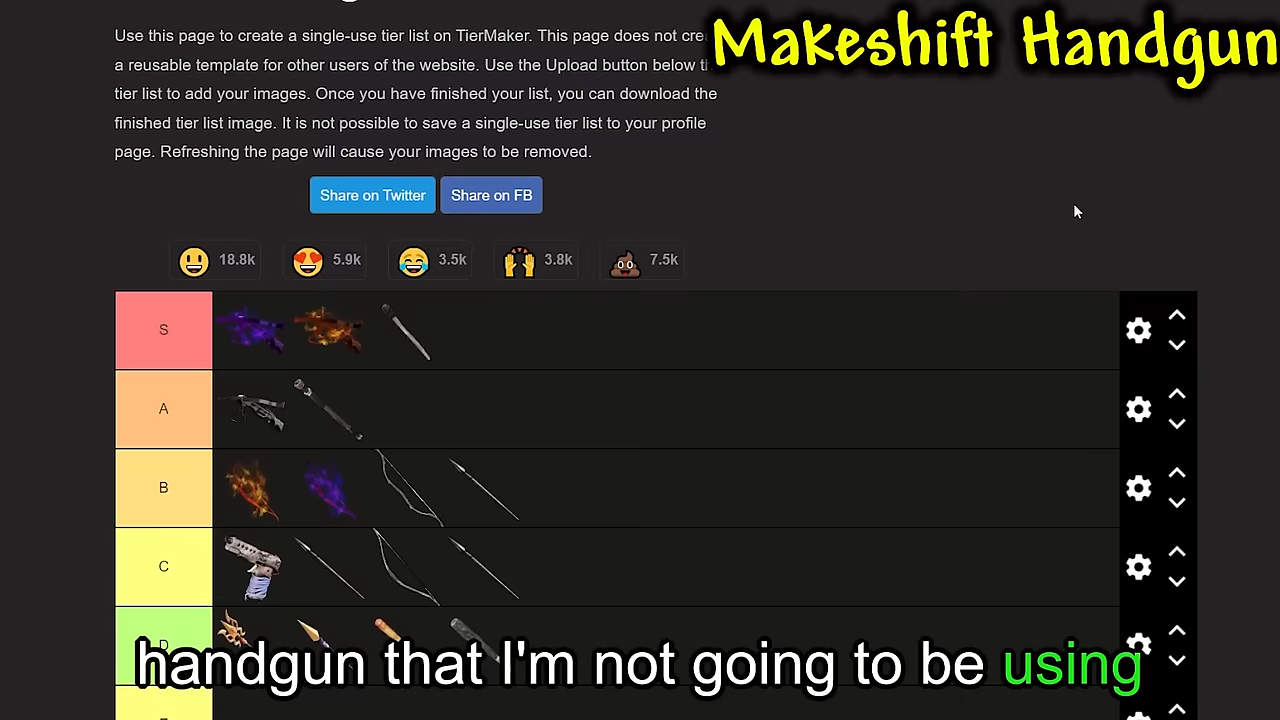 Makeshift Handgun
Use this page to create a single-use tier list on TierMaker. This page does not
a reusable template for other users of the website. Use the Upload button below
tier list to add your images. Once you have finished your list, you can download the
finished tier list image. It is not possible to save a single-use tier list to your profile
page. Refreshing the page will cause your images to be removed.
Share on Twitter Share on FB
18.8k 5.9k 3.5k 3.8k 7.5k
S
A
B
C
D
handgun that I'm not going to be using